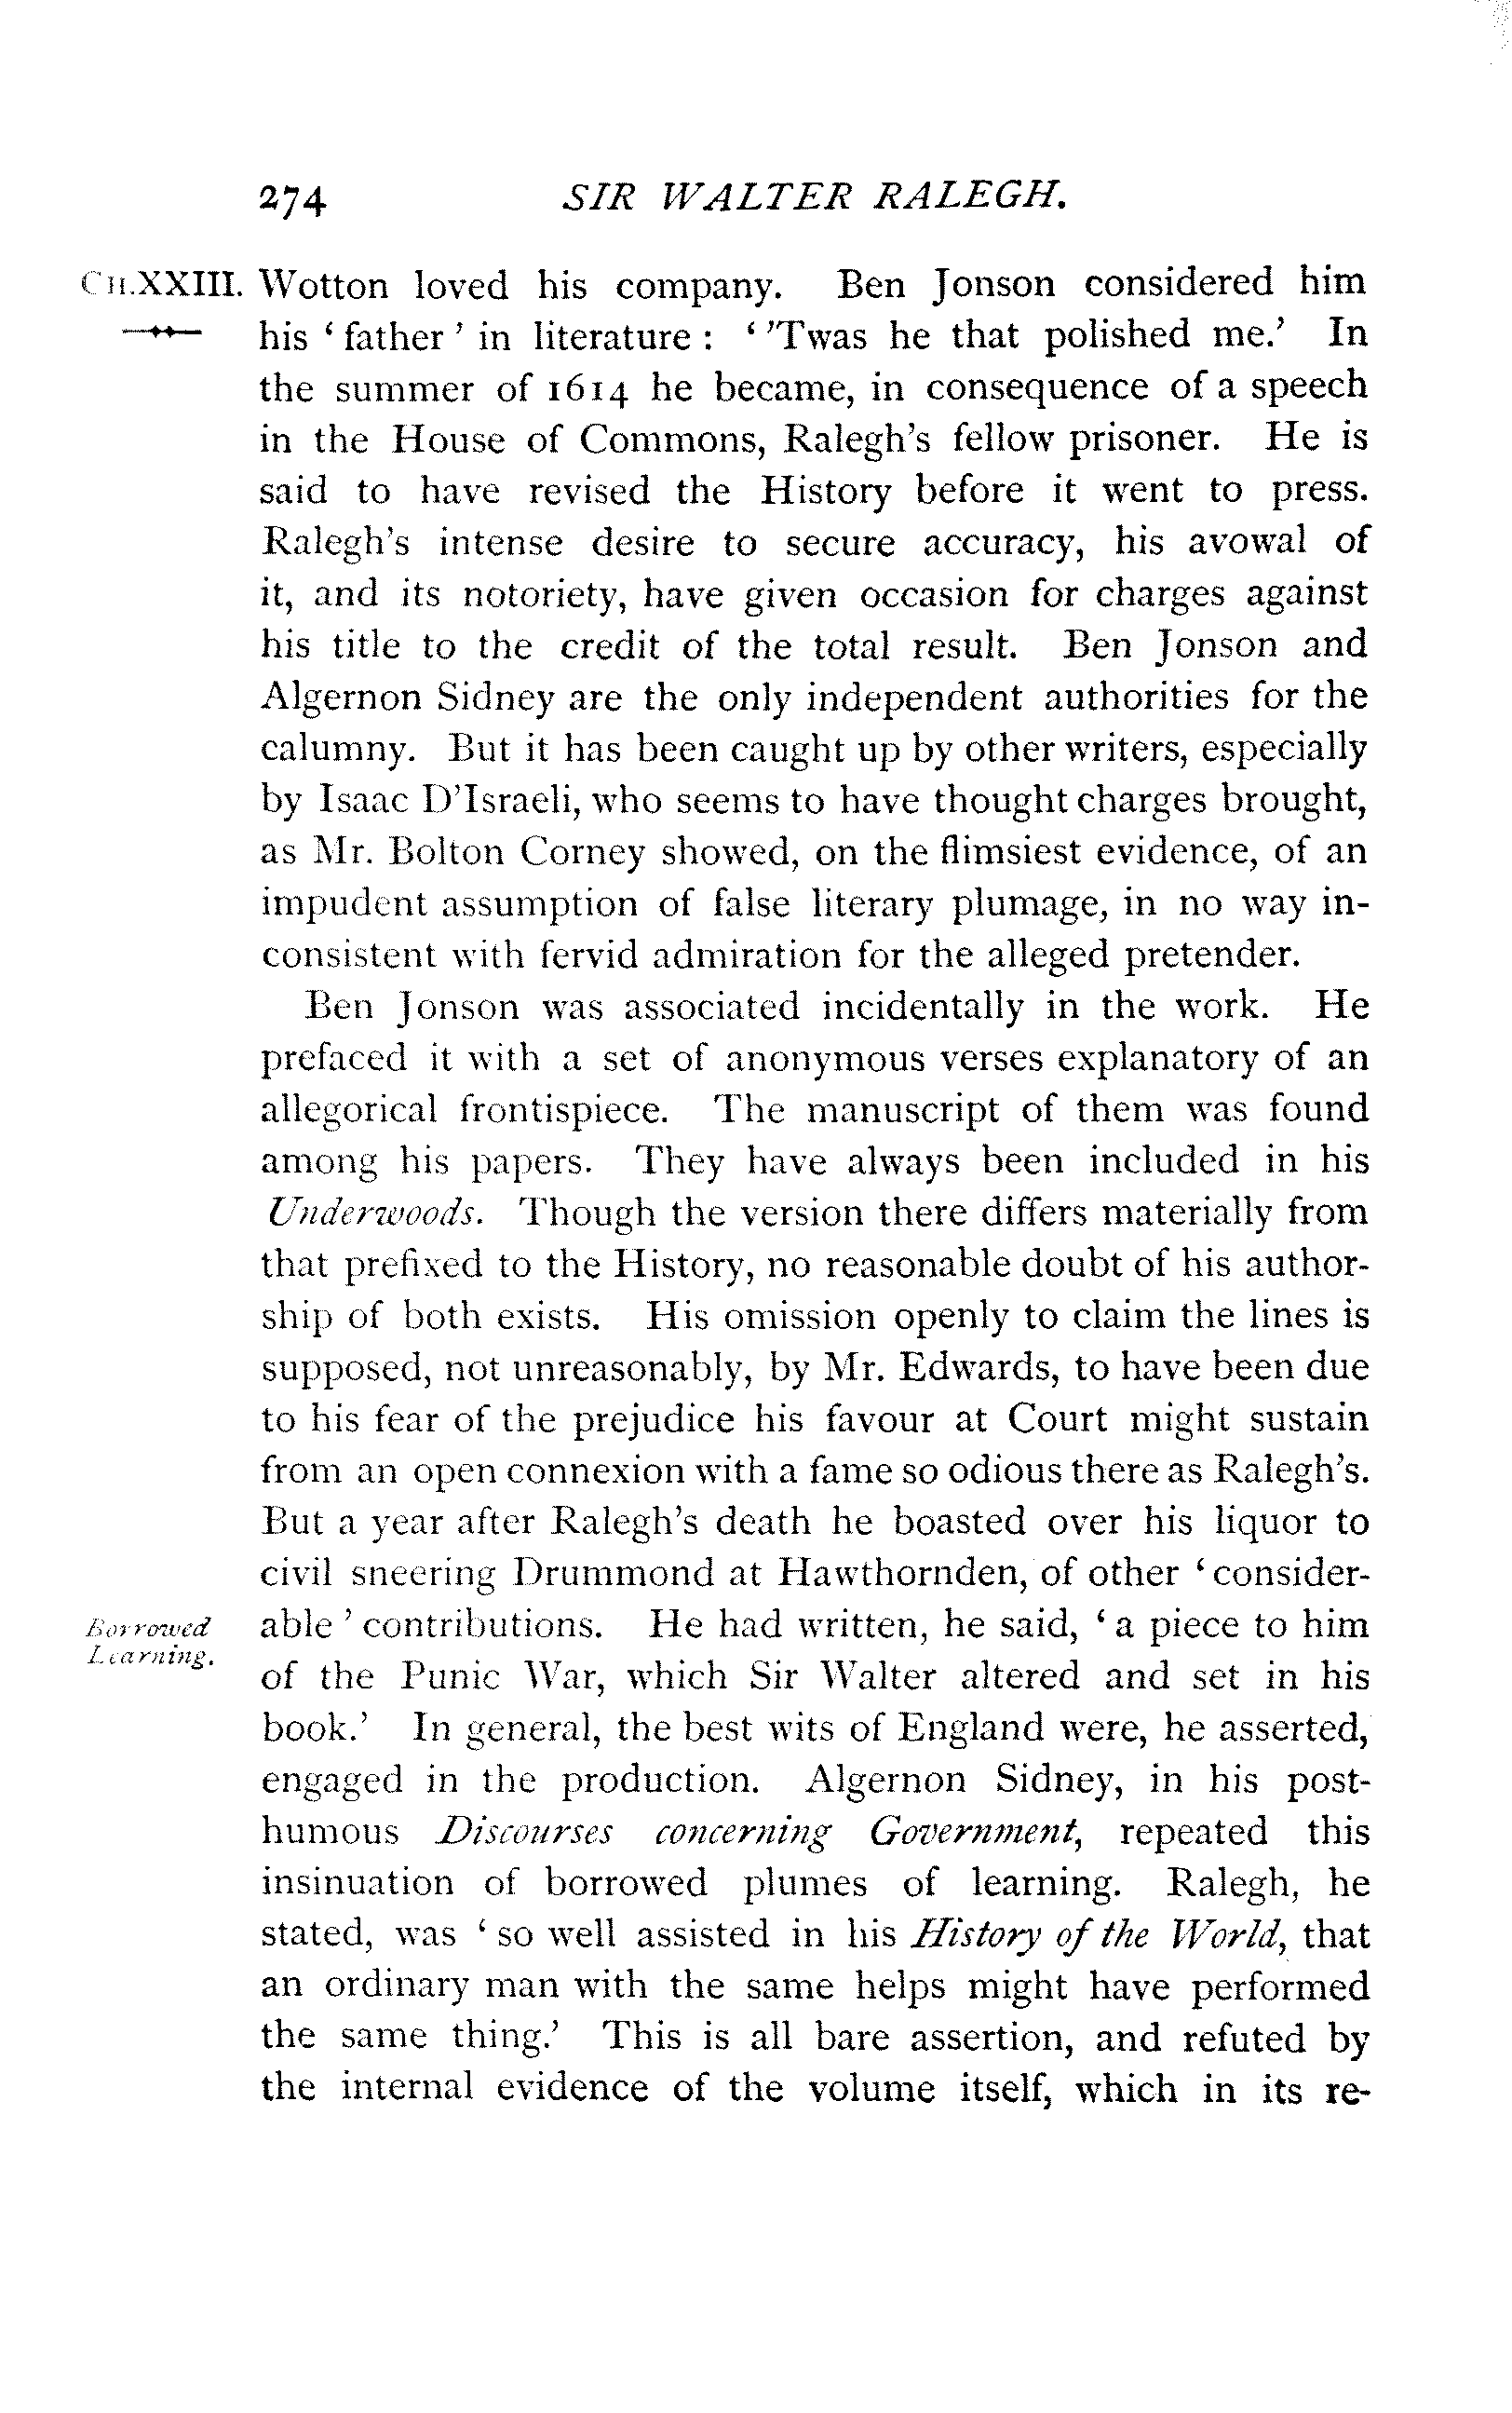 274 SIR WALTER RALEGH.
CH.XXIII. Wotton loved his company. Ben Jonson considered him
his ‘ father ’ in literature : ‘ ’Twas he that polished me.’ In
the summer of 1614 he became, in consequence of a speech
in the House of Commons, Ralegh’s fellow prisoner. He is
said to have revised the History before it went to press.
Ralegh’s intense desire to secure accuracy, his avowal of
it, and its notoriety, have given occasion for charges against
his title to the credit of the total result. Ben Jonson and
Algernon Sidney are the only independent authorities for the
calumny. But it has been caught up by other writers, especially
by Isaac D’Israeli, who seems to have thought charges brought,
as Mr. Bolton Corney showed, on the flimsiest evidence, of an
impudent assumption of false literary plumage, in no way in-
consistent with fervid admiration for the alleged pretender.
Ben Jonson was associated incidentally in the work. He
prefaced it with a set of anonymous verses explanatory of an
allegorical frontispiece. The manuscript of them was found
among his papers. They have always been included in his
Underwoods. Though the version there differs materially from
that prefixed to the History, no reasonable doubt of his author-
ship of both exists. His omission openly to claim the lines is
supposed, not unreasonably, by Mr. Edwards, to have been due
to his fear of the prejudice his favour at Court might sustain
from an open connexion with a fame so odious there as Ralegh’s.
But a year after Ralegh’s death he boasted over his liquor to
civil sneering Drummond at Hawthornden, of other ‘ consider-
able ’ contributions. He had written, he said, ‘ a piece to him
Borrowed
Learning.
of the Punic War, which Sir Walter altered and set in his
book.’ In general, the best wits of England were, he asserted,
engaged in the production. Algernon Sidney, in his post-
humous Discourses concerning Government, repeated this
insinuation of borrowed plumes of learning. Ralegh, he
stated, was ‘ so well assisted in his History of the World, that
an ordinary man with the same helps might have performed
the same thing.’ This is all bare assertion, and refuted by
the internal evidence of the volume itself, which in its re-